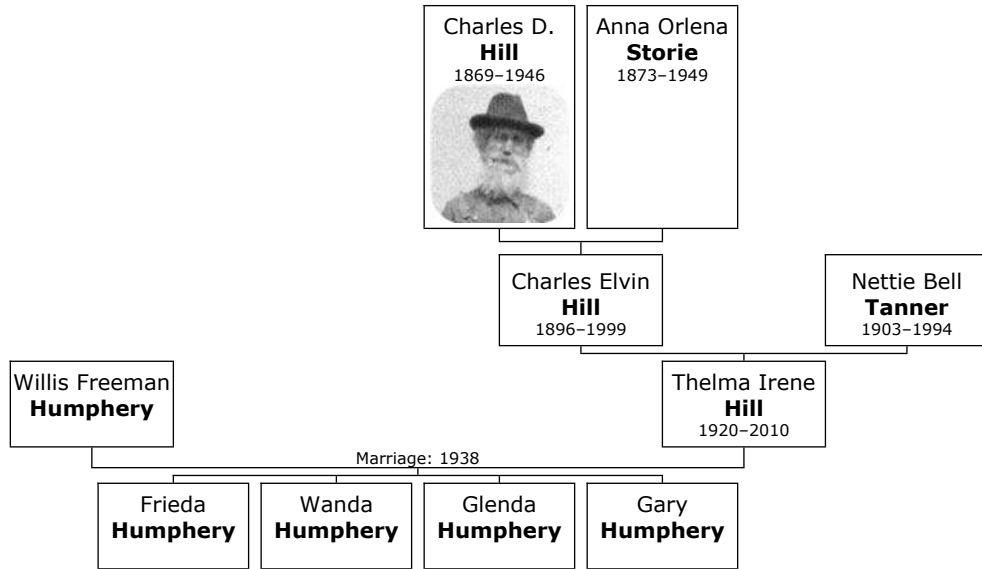 Charles D.
Hill
1869–1946
Anna Orlena
Storie
1873–1949
Charles Elvin
Hill
1896–1999
Nettie Bell
Tanner
1903–1994
Willis Freeman
Humphery
Thelma Irene
Hill
1920–2010
Marriage: 1938
Frieda
Humphery
Wanda
Humphery
Glenda
Humphery
Gary
Humphery